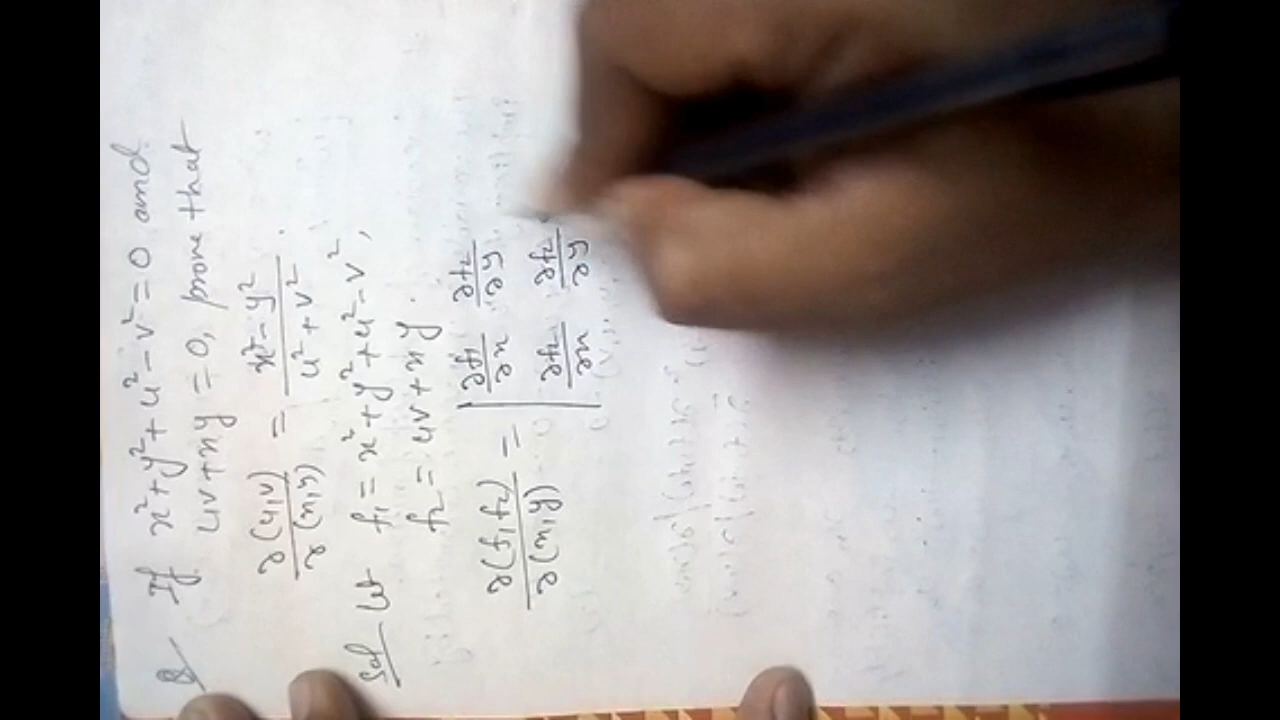 Q If x²+y²+u²-v²=0 and
uv+xy=0, prove that
∂(u,v)/∂(x,y) = x²-y²/u²+v².
Sol Let f₁ = x²+y²+u²-v²,
f₂ = uv+xy.
∂(f₁,f₂)/∂(x,y) = | ∂f₁/∂x ∂f₂/∂y
∂f₂/∂x ∂f₂/∂y